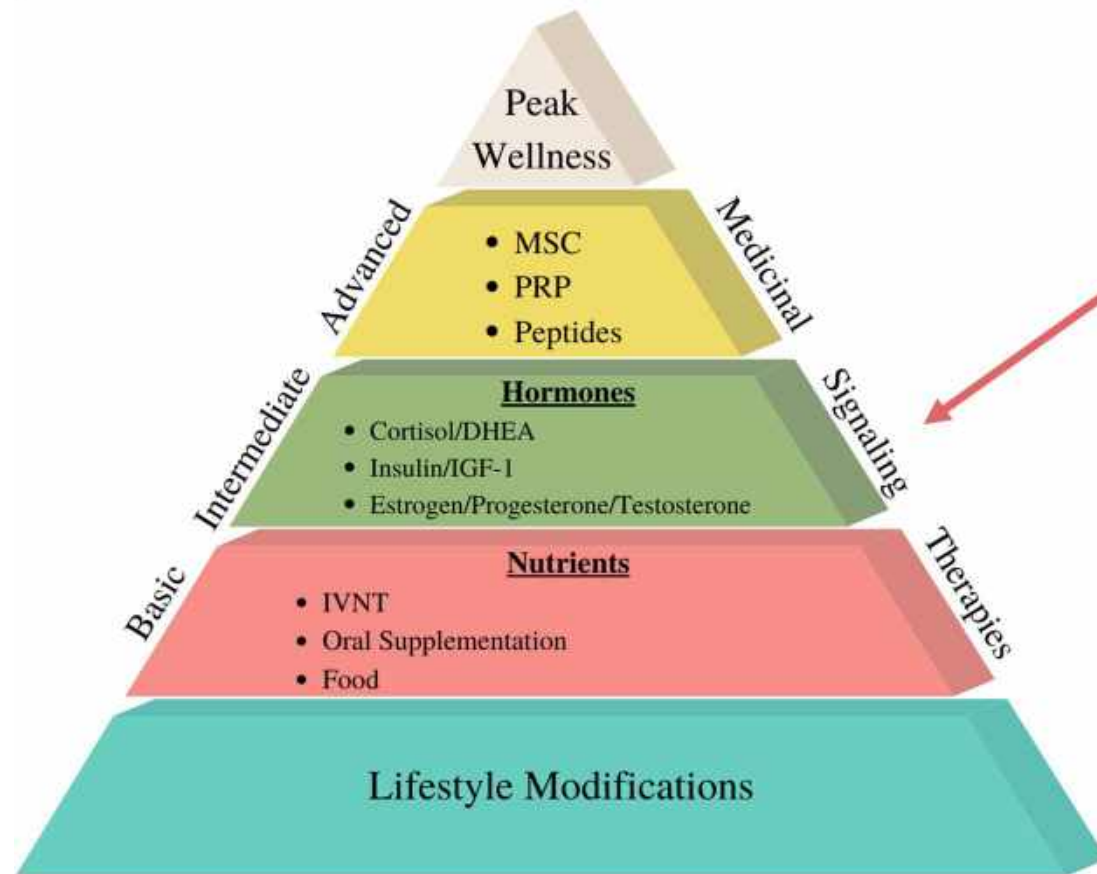 Peak
Wellness
Advanced
Medicinal
• MSC
• PRP
• Peptides
Intermediate
Signaling
Hormones
• Cortisol/DHEA
• Insulin/IGF-1
• Estrogen/Progesterone/Testosterone
Basic
Therapies
Nutrients
• IVNT
• Oral Supplementation
• Food
Lifestyle Modifications